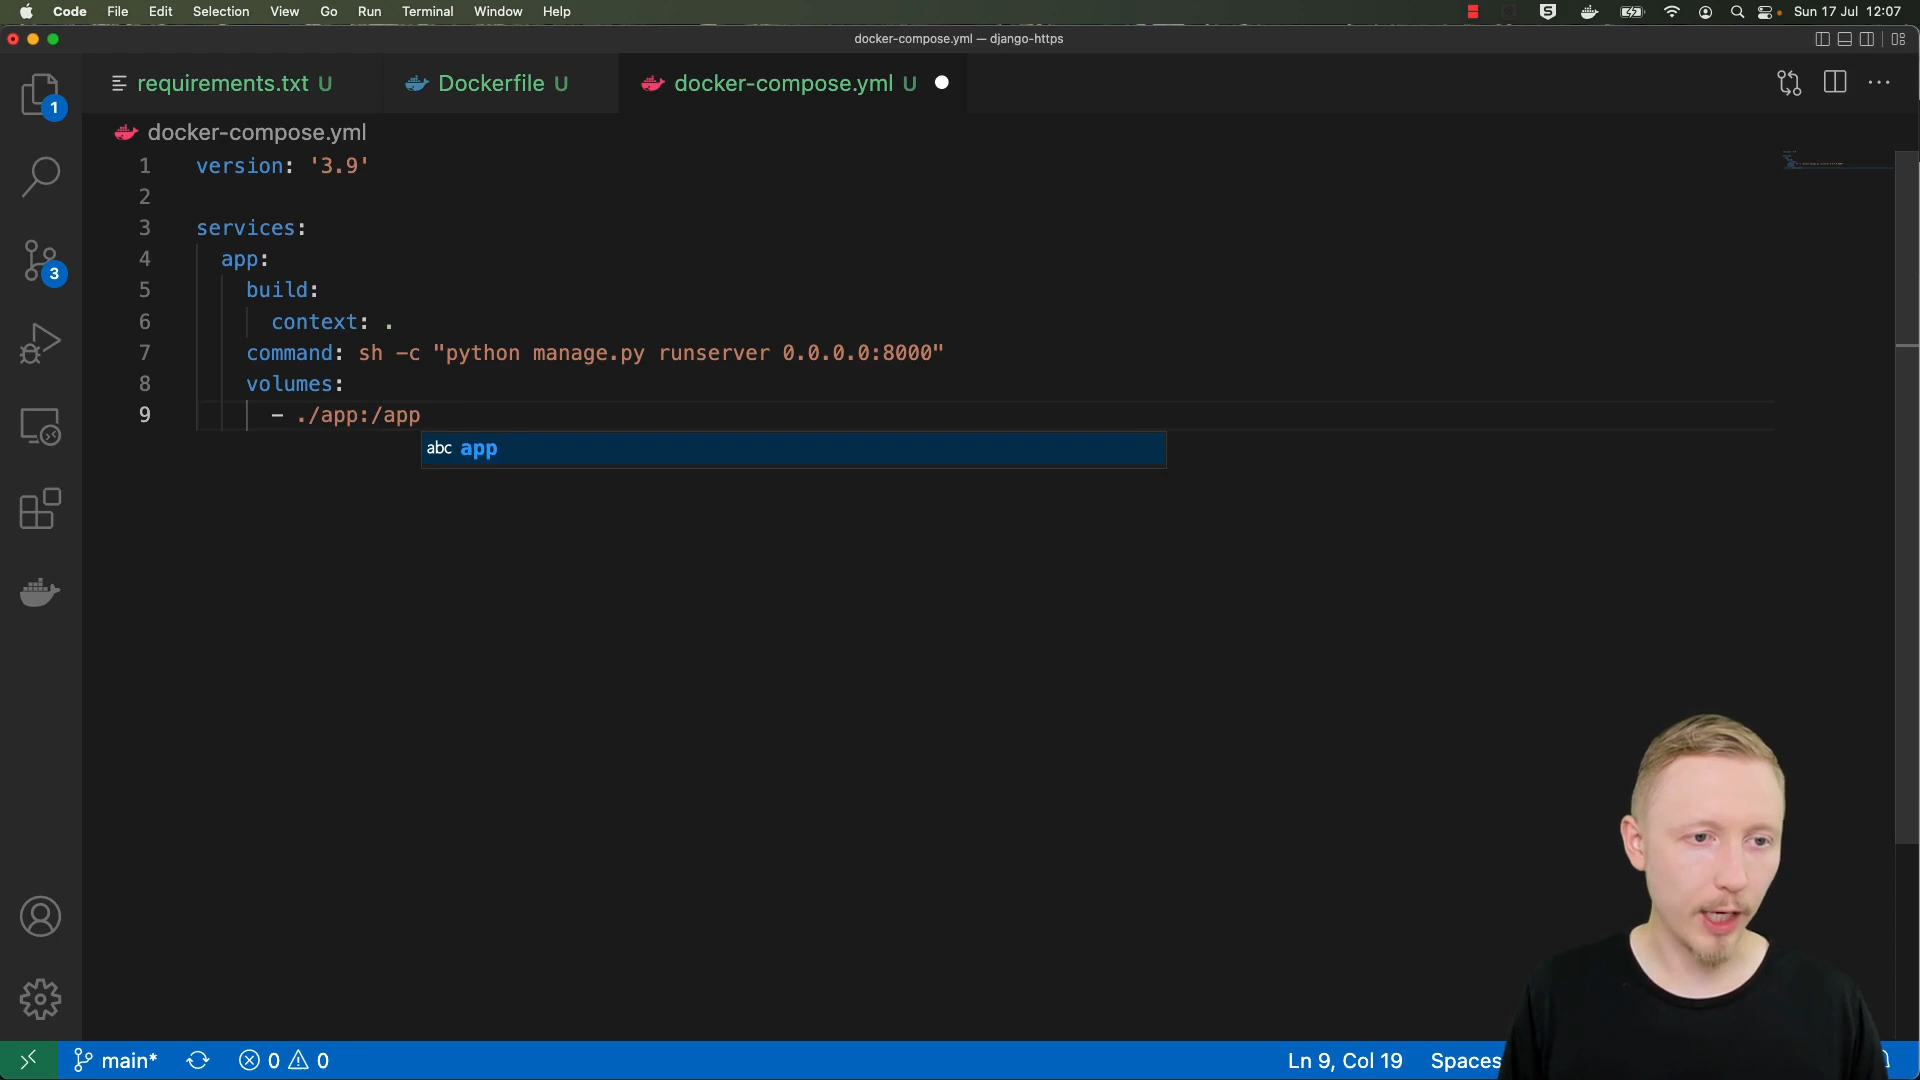 Code File Edit Selection View Go Run Terminal Window Help Sun 17 Jul 12:07
docker-compose.yml — django-https
requirements.txt U Dockerfile U docker-compose.yml U
1
docker-compose.yml
1 version: '3.9'
2
3 services:
4 app:
5 build:
6 context: .
7 command: sh -c "python manage.py runserver 0.0.0.0:8000"
8 volumes:
9 - ./app:/app
abc app
3
main* 0 0 Ln 9, Col 19 Spaces